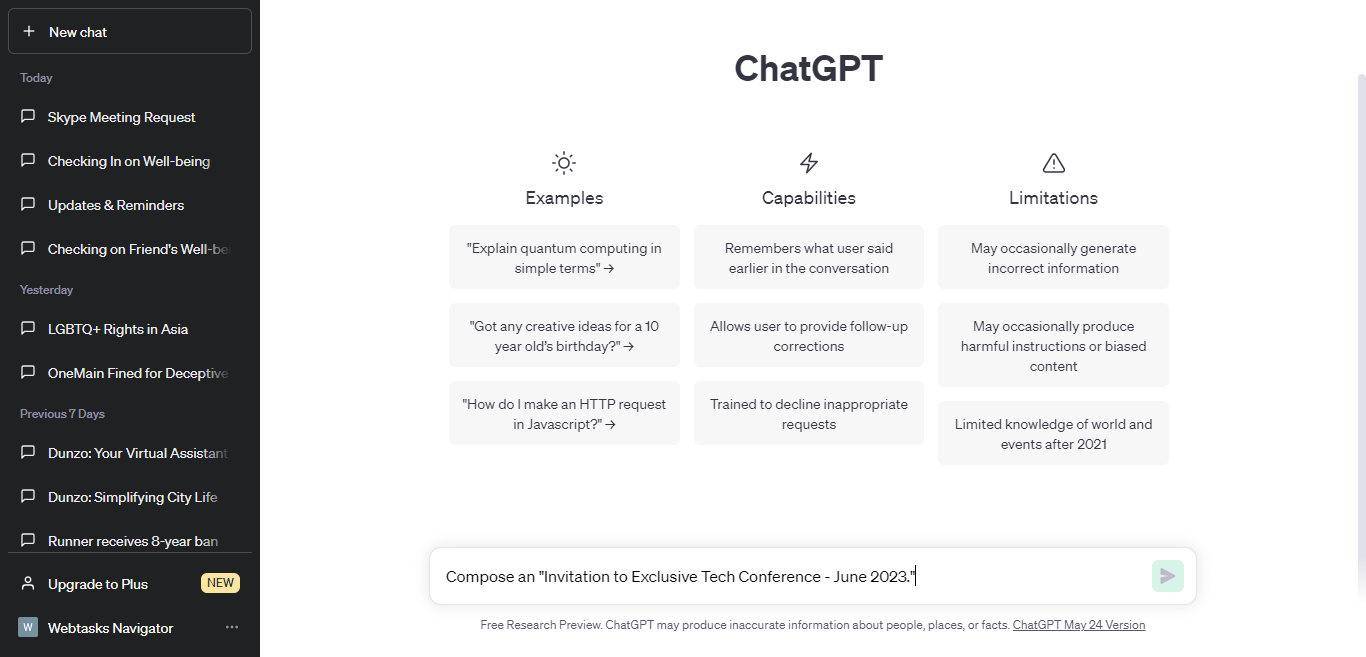 New chat
Today
Skype Meeting Request
Checking In on Well-being
Updates & Reminders
Checking on Friend's Well-bei
Yesterday
LGBTQ+ Rights in Asia
OneMain Fined for Deceptive
Previous 7 Days
Dunzo: Your Virtual Assistant
Dunzo: Simplifying City Life
Runner receives 8-year ban
Upgrade to Plus
NEW
W
Webtasks Navigator
ChatGPT
Examples
"Explain quantum computing in
simple terms" →
"Got any creative ideas for a 10
year old's birthday?" →
"How do I make an HTTP request
in Javascript?" →
Capabilities
Remembers what user said
earlier in the conversation
Allows user to provide follow-up
corrections
Trained to decline inappropriate
requests
Limitations
May occasionally generate
incorrect information
May occasionally produce
harmful instructions or biased
content
Limited knowledge of world and
events after 2021
Compose an "Invitation to Exclusive Tech Conference - June 2023."
Free Research Preview. ChatGPT may produce inaccurate information about people, places, or facts. ChatGPT May 24 Version